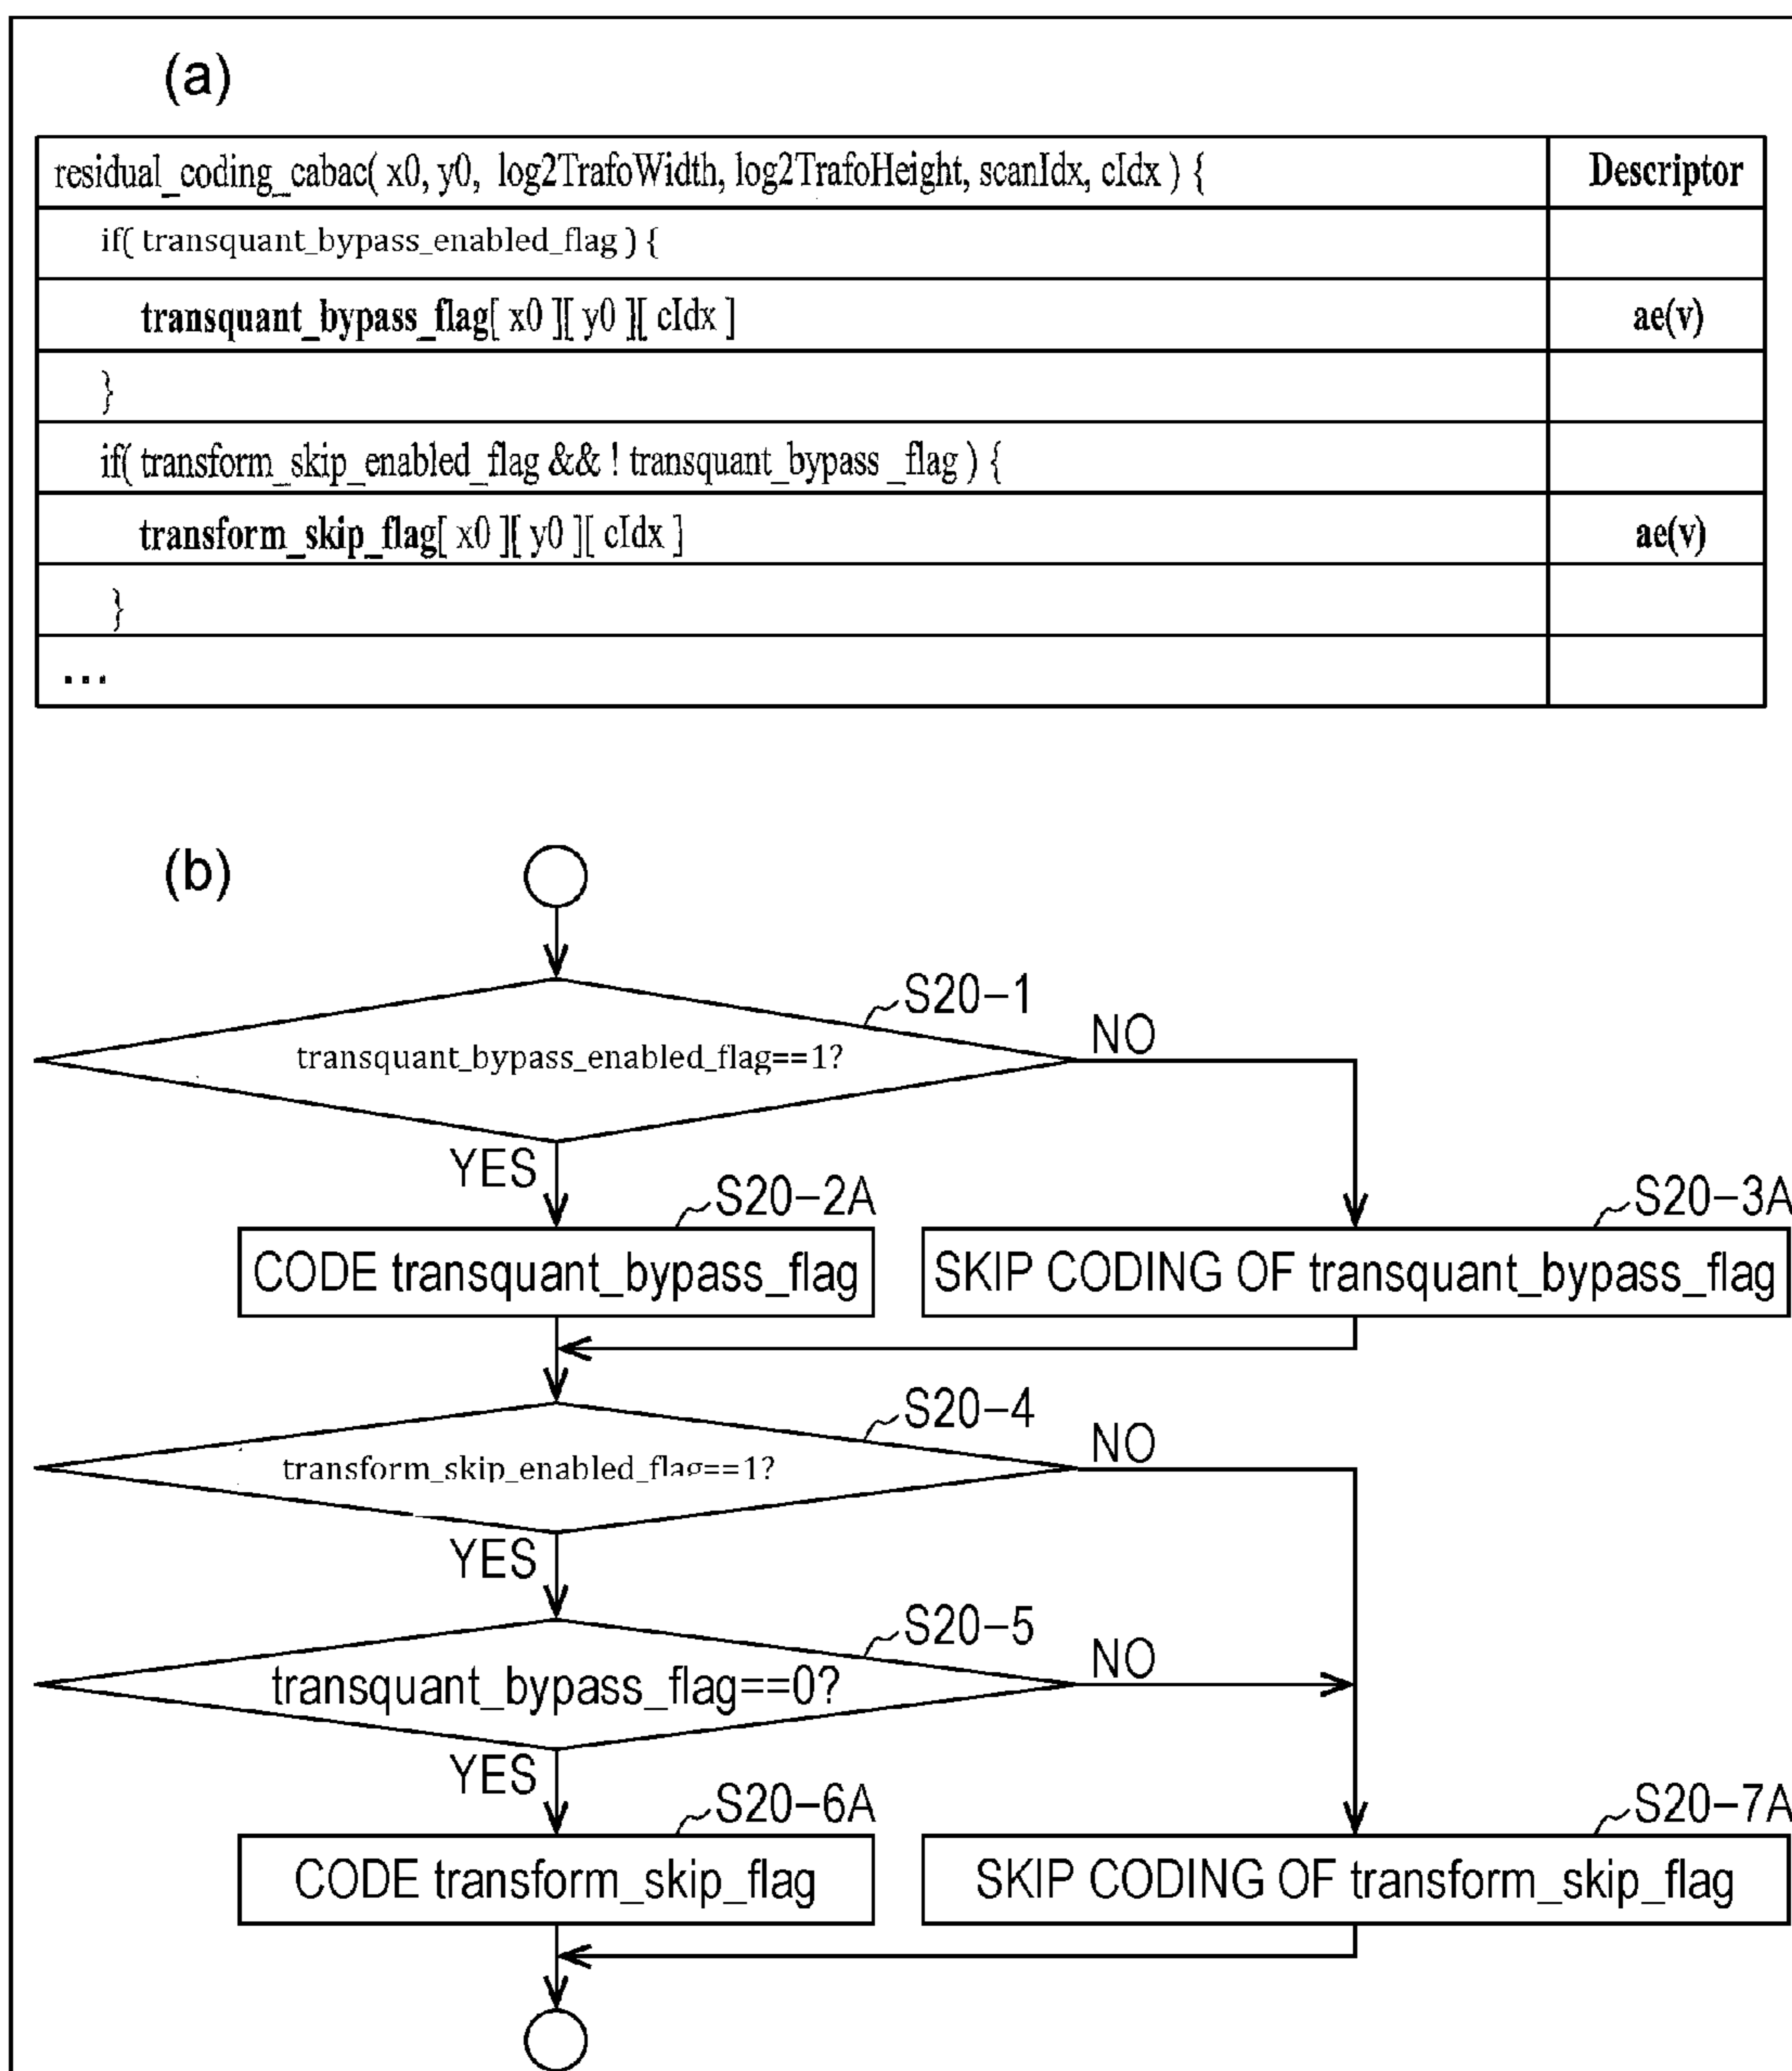 (a)
residual_coding_cabac( x0, y0, log2TrafoWidth, log2TrafoHeight, scanIdx, cIdx ) { Descriptor
if( transquant_bypass_enabled_flag ) {
transquant_bypass_flag[ x0 ][ y0 ][ cIdx ] ae(v)
}
if( transform_skip_enabled_flag && ! transquant_bypass _flag ) {
transform_skip_flag[ x0 ][ y0 ][ cIdx ] ae(v)
}
...
(b)
S20-1
transquant_bypass_enabled_flag==1?
NO
YES
S20-2A
S20-3A
CODE transquant_bypass_flag
SKIP CODING OF transquant_bypass_flag
S20-4
transform_skip_enabled_flag==1?
NO
YES
S20-5
transquant_bypass_flag==0?
NO
YES
S20-6A
S20-7A
CODE transform_skip_flag
SKIP CODING OF transform_skip_flag